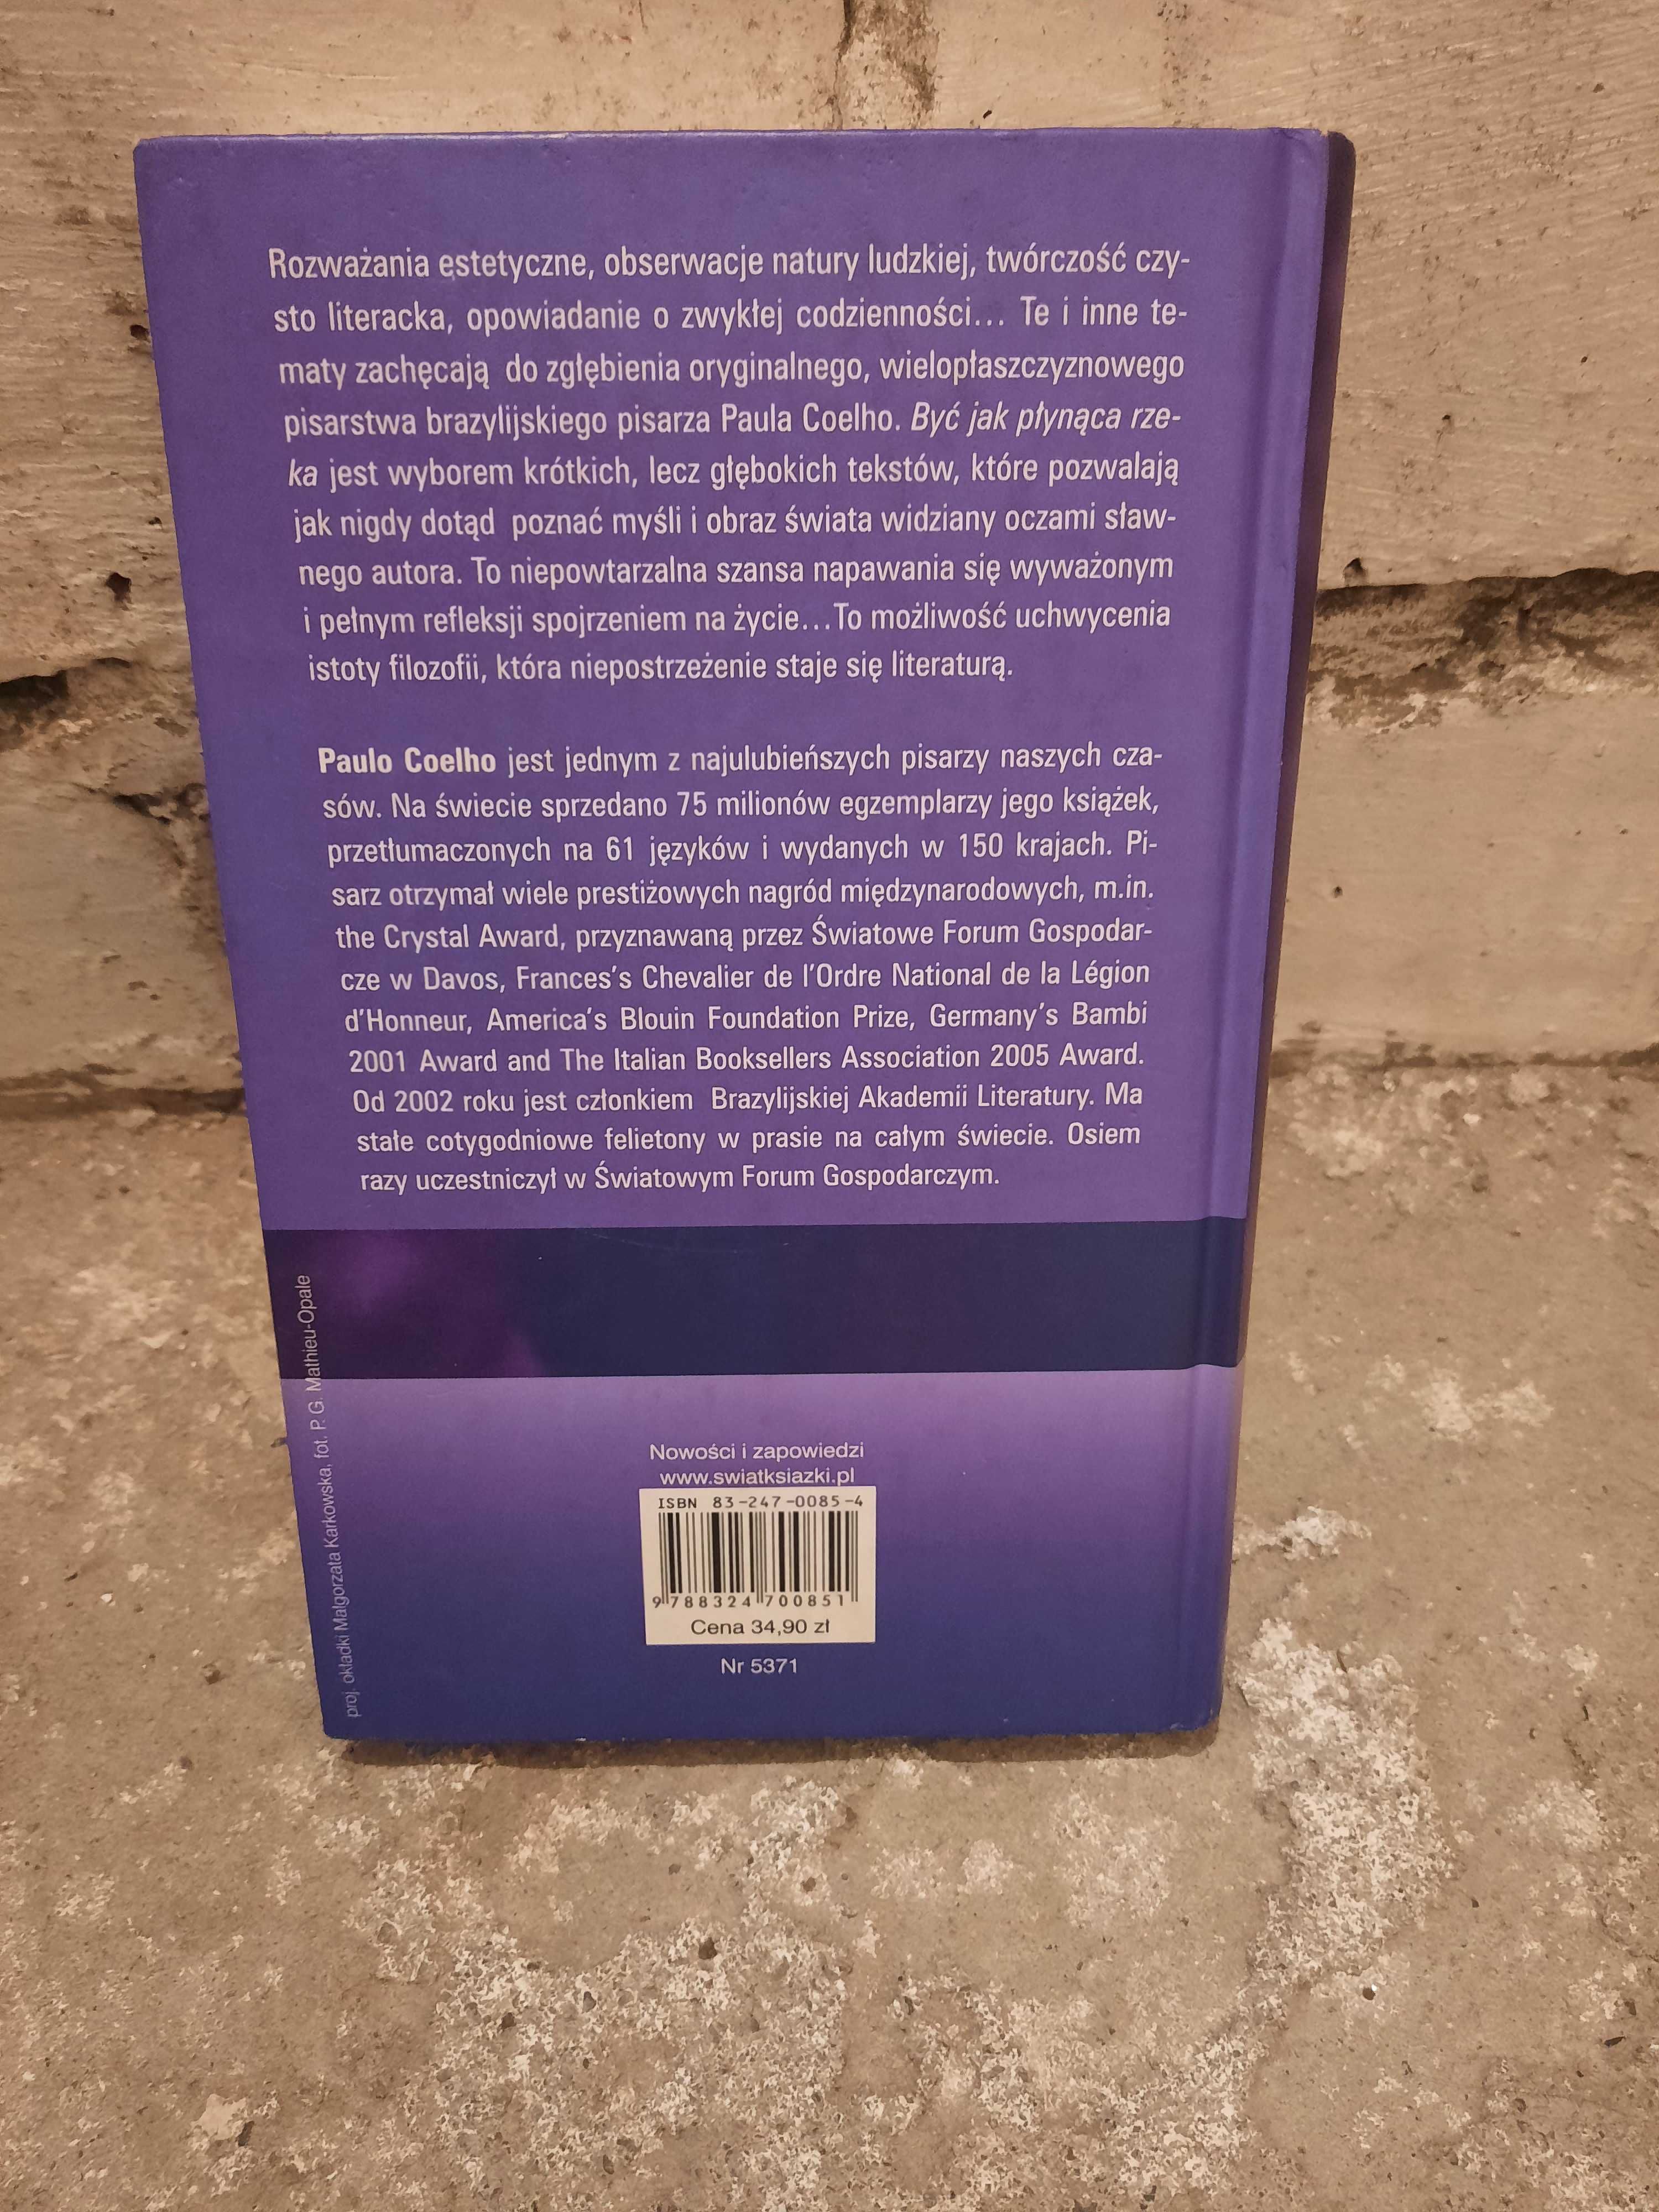 Rozważania estetyczne, obserwacje natury ludzkiej, twórczość czy-
sto literacka, opowiadanie o zwykłej codzienności... Te i inne te-
maty zachęcają do zgłębienia oryginalnego, wielopłaszczyznowego
pisarstwa brazylijskiego pisarza Paula Coelho. Być jak płynąca rze-
ka jest wyborem krótkich, lecz głębokich tekstów, które pozwalają
jak nigdy dotąd poznać myśli i obraz świata widziany oczami sław-
nego autora. To niepowtarzalna szansa napawania się wyważonym
i pełnym refleksji spojrzeniem na życie...To możliwość uchwycenia
istoty filozofii, która niepostrzeżenie staje się literaturą.
Paulo Coelho jest jednym z najulubieńszych pisarzy naszych cza-
sów. Na świecie sprzedano 75 milionów egzemplarzy jego książek,
przetłumaczonych na 61 języków i wydanych w 150 krajach. Pi-
sarz otrzymał wiele prestiżowych nagród międzynarodowych, m.in.
the Crystal Award, przyznawaną przez Światowe Forum Gospodar-
cze w Davos, Frances's Chevalier de l'Ordre National de la Légion
d'Honneur, America's Blouin Foundation Prize, Germany's Bambi
2001 Award and The Italian Booksellers Association 2005 Award.
Od 2002 roku jest członkiem Brazylijskiej Akademii Literatury. Ma
stałe cotygodniowe felietony w prasie na całym świecie. Osiem
razy uczestniczył w Światowym Forum Gospodarczym.
proj. okładki Małgorzata Karkowska, fot. P. G. Mathieu-Opale
Nowości i zapowiedzi
www.swiatksiazki.pl
ISBN 83-247-0085-4
9 788324 700851
Cena 34,90 zł
Nr 5371